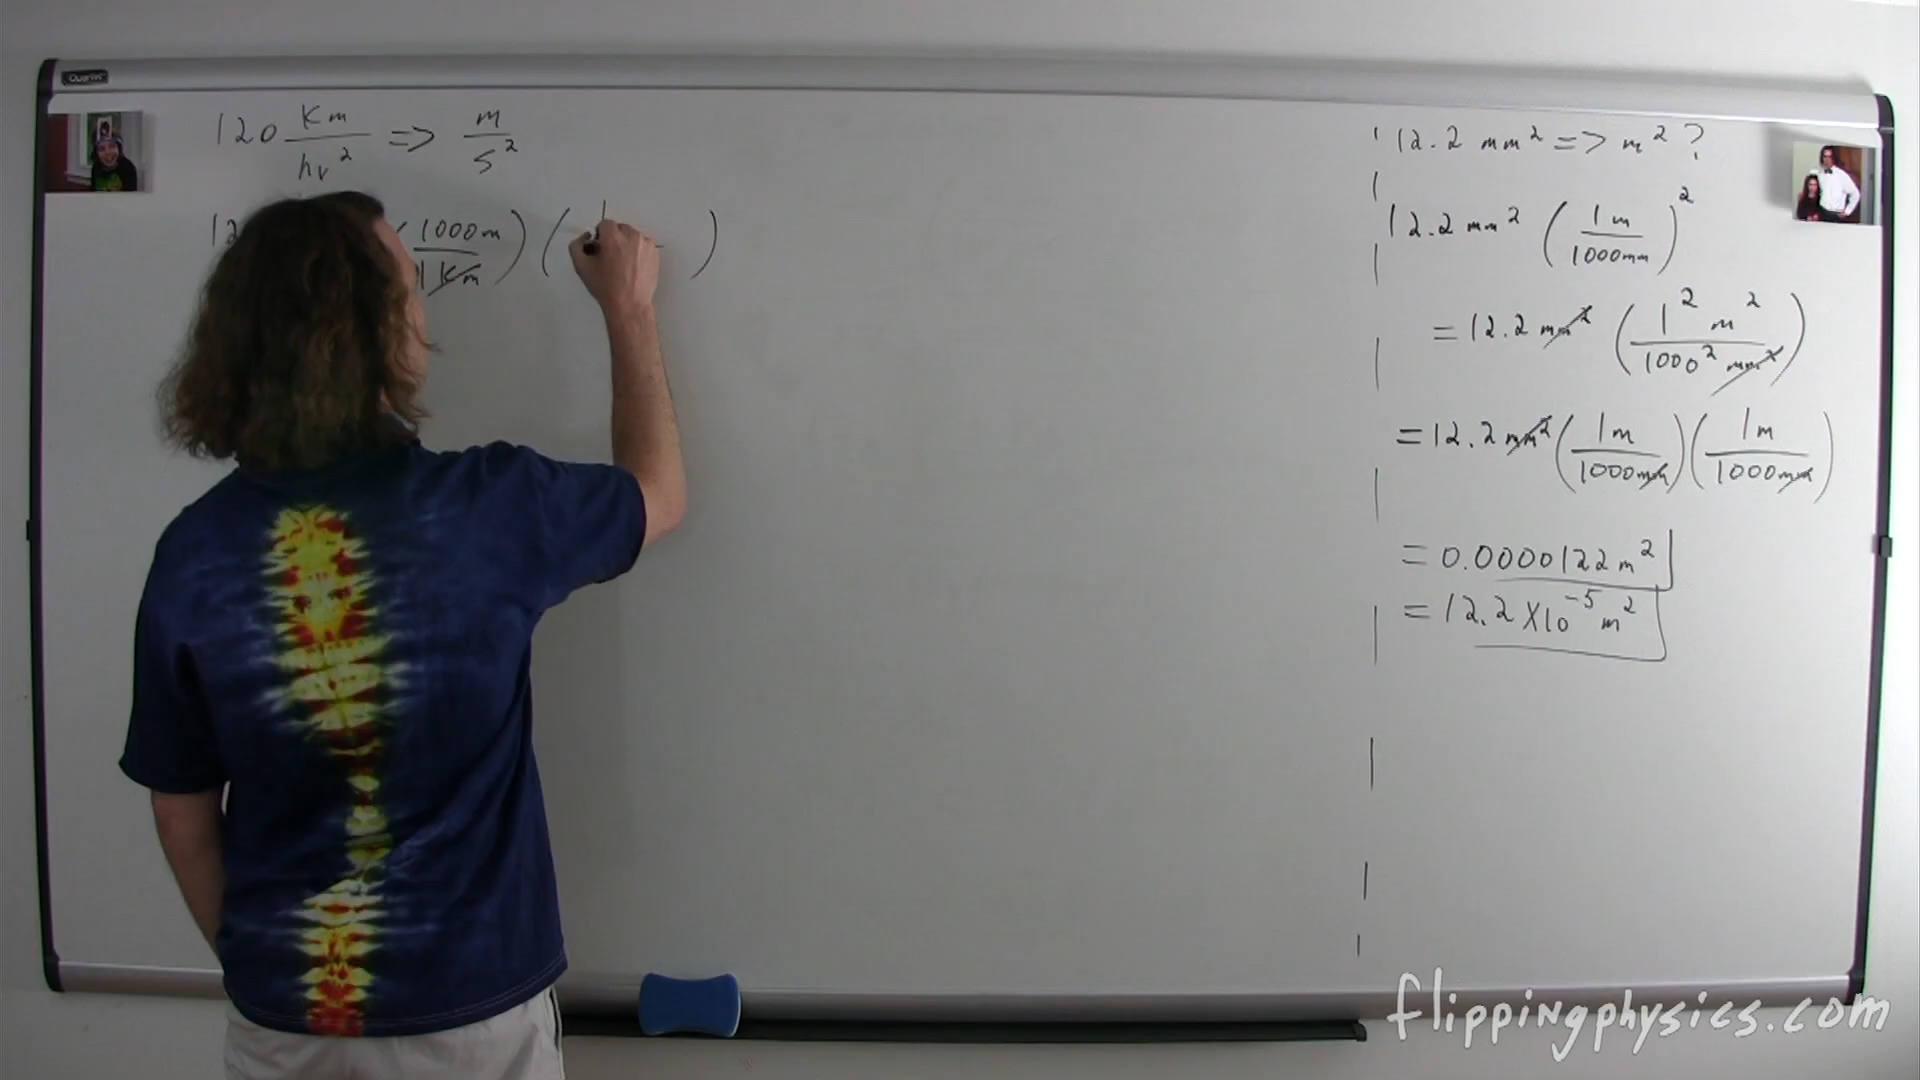 Quartet
120 Km/hr² => m/s²
12 (1000m/1Km) (1 )
12.2 mm² => m²?
12.2 mm² (1m/1000mm)²
= 12.2 mm² (1² m²/1000² mm²)
= 12.2 mm² (1m/1000mm)(1m/1000mm)
= 0.0000122 m²
= 12.2 X10⁻⁵ m²
flippingphysics.com